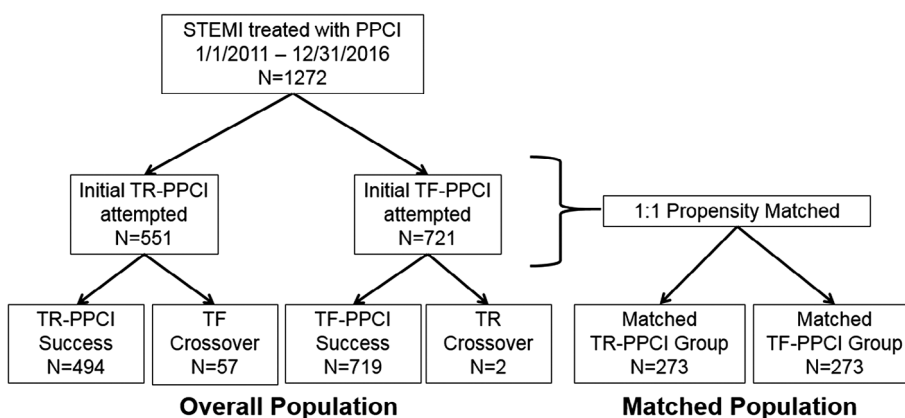 STEMI treated with PPCI
1/1/2011 – 12/31/2016
N=1272
Initial TR-PPCI
attempted
N=551
Initial TF-PPCI
attempted
N=721
1:1 Propensity Matched
TR-PPCI
Success
N=494
TF
Crossover
N=57
TF-PPCI
Success
N=719
TR
Crossover
N=2
Matched
TR-PPCI Group
N=273
Matched
TF-PPCI Group
N=273
Overall Population
Matched Population